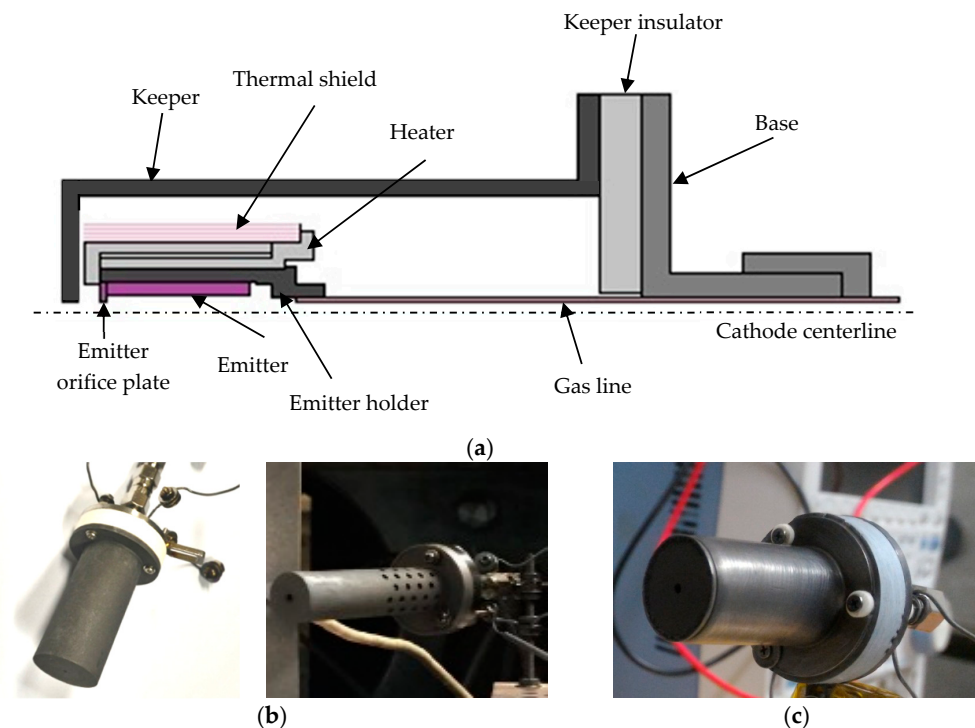 Keeper insulator
Thermal shield
Keeper
Heater
Base
Cathode centerline
Emitter
orifice plate
Emitter
Emitter holder
Gas line
(a)
(b)
(c)